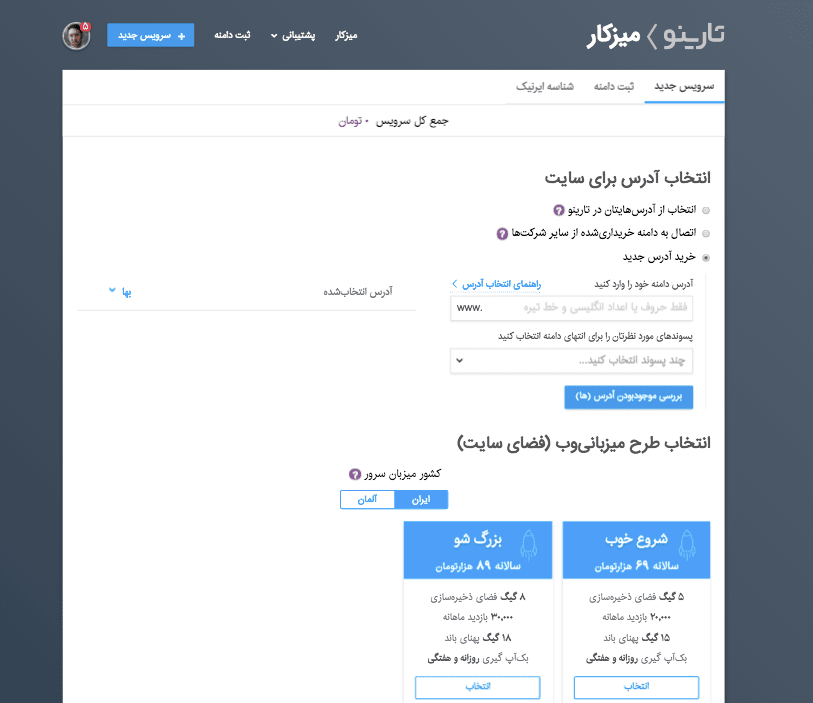 تارینو 〉 میزکار
میزکار پشتیبانی ثبت دامنه + سرویس جدید ۵
سرویس جدید ثبت دامنه شناسه ایرنیک
جمع کل سرویس ۰ تومان
انتخاب آدرس برای سایت
انتخاب از آدرس‌هایتان در تارینو ?
اتصال به دامنه خریداری‌شده از سایر شرکت‌ها ?
خرید آدرس جدید
آدرس دامنه خود را وارد کنید راهنمای انتخاب آدرس
آدرس انتخاب‌شده بها
فقط حروف یا اعداد انگلیسی و خط تیره www.
پسوندهای مورد نظرتان را برای انتهای دامنه انتخاب کنید
چند پسوند انتخاب کنید...
بررسی موجودبودن آدرس (ها)
انتخاب طرح میزبانی‌وب (فضای سایت)
کشور میزبان سرور ?
ایران آلمان
شروع خوب
سالانه ۶۹ هزارتومان
۵ گیگ فضای ذخیره‌سازی
۲۰,۰۰۰ بازدید ماهانه
۱۵ گیگ پهنای باند
بک‌آپ گیری روزانه و هفتگی
انتخاب
بزرگ شو
سالانه ۸۹ هزارتومان
۸ گیگ فضای ذخیره‌سازی
۳۰,۰۰۰ بازدید ماهانه
۱۸ گیگ پهنای باند
بک‌آپ گیری روزانه و هفتگی
انتخاب